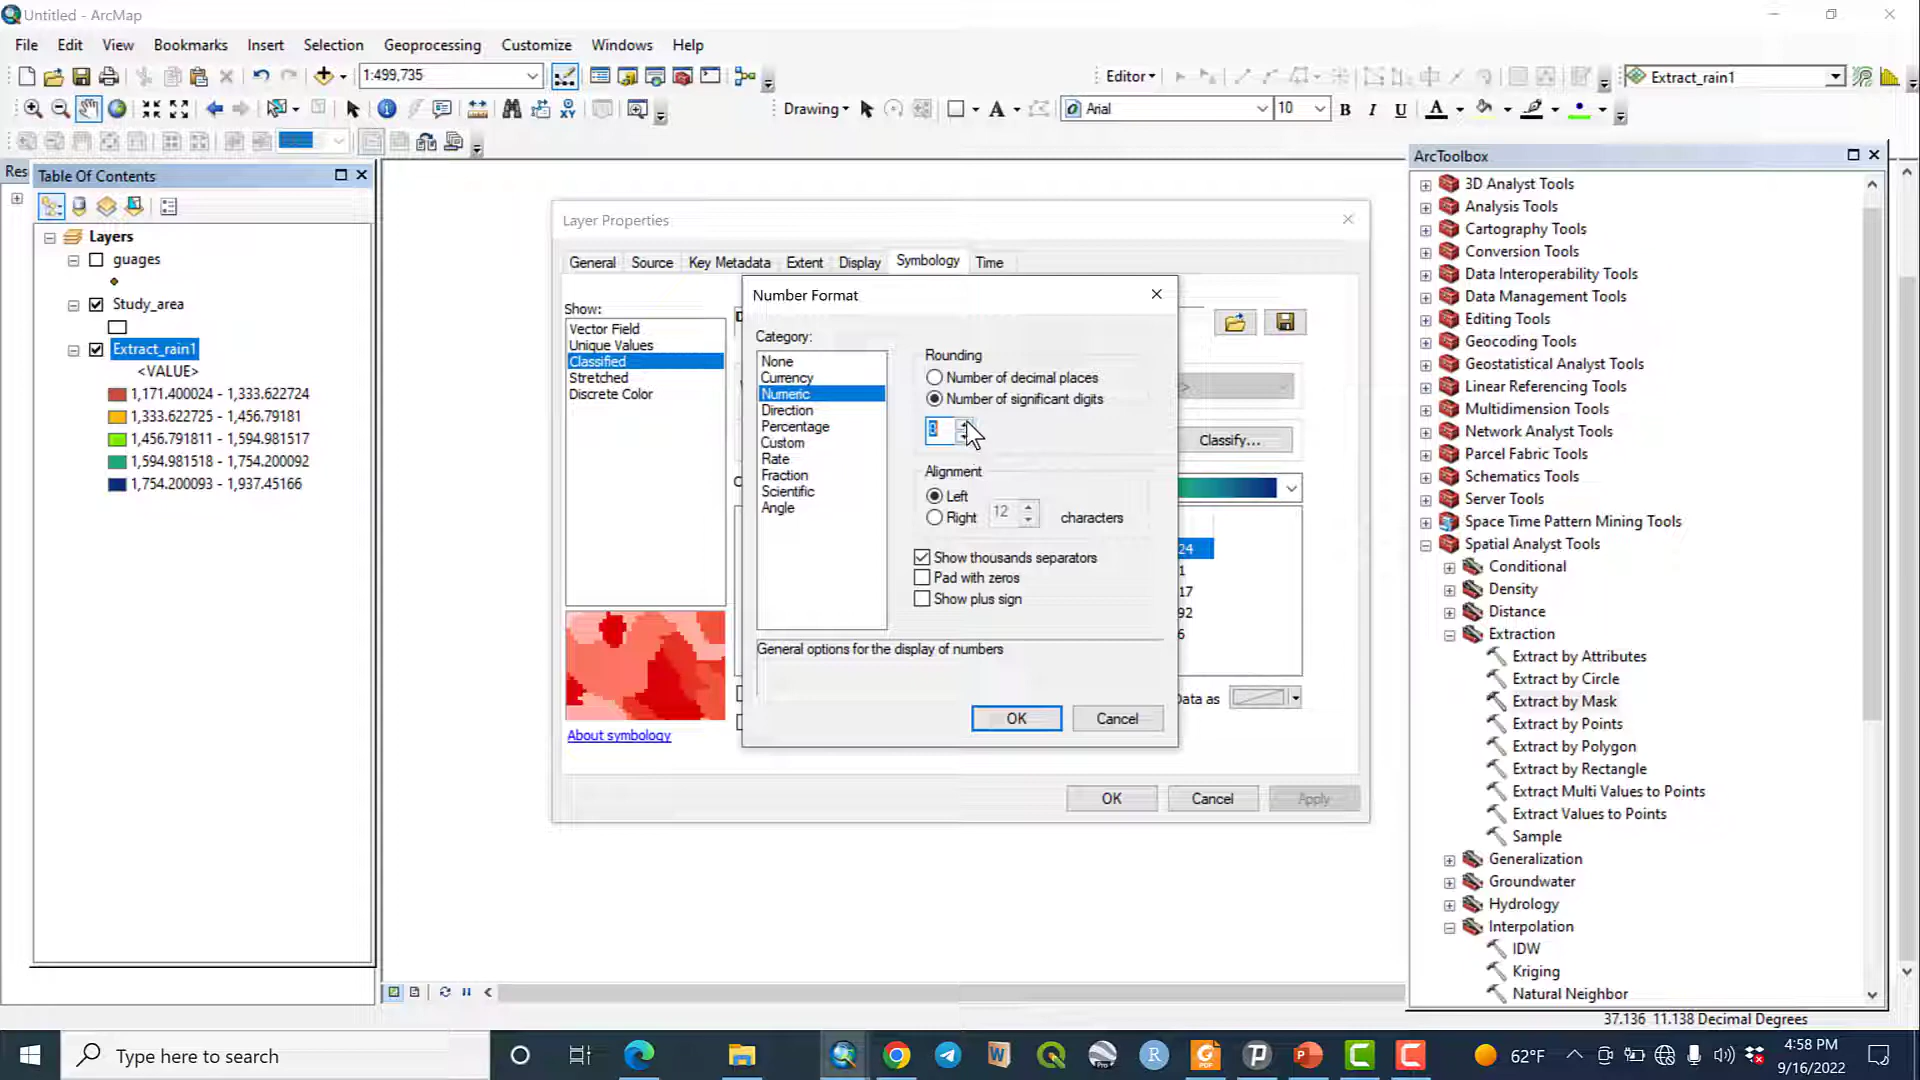 Untitled - ArcMap
File Edit View Bookmarks Insert Selection Geoprocessing Customize Windows Help
1:499,735
Editor
Extract_rain1
Drawing
Arial
10
B I U A
Res
Table Of Contents
Layers
guages
Study_area
Extract_rain1
<VALUE>
1,171.400024 - 1,333.622724
1,333.622725 - 1,456.79181
1,456.791811 - 1,594.981517
1,594.981518 - 1,754.200092
1,754.200093 - 1,937.45166
Layer Properties
General Source Key Metadata Extent Display Symbology Time
Show:
Vector Field
Unique Values
Classified
Stretched
Discrete Color
About symbology
Classify...
24
1
17
92
6
Data as
OK Cancel Apply
Number Format
Category:
None
Currency
Numeric
Direction
Percentage
Custom
Rate
Fraction
Scientific
Angle
Rounding
Number of decimal places
Number of significant digits
Alignment
Left
Right 12 characters
Show thousands separators
Pad with zeros
Show plus sign
General options for the display of numbers
OK Cancel
ArcToolbox
3D Analyst Tools
Analysis Tools
Cartography Tools
Conversion Tools
Data Interoperability Tools
Data Management Tools
Editing Tools
Geocoding Tools
Geostatistical Analyst Tools
Linear Referencing Tools
Multidimension Tools
Network Analyst Tools
Parcel Fabric Tools
Schematics Tools
Server Tools
Space Time Pattern Mining Tools
Spatial Analyst Tools
Conditional
Density
Distance
Extraction
Extract by Attributes
Extract by Circle
Extract by Mask
Extract by Points
Extract by Polygon
Extract by Rectangle
Extract Multi Values to Points
Extract Values to Points
Sample
Generalization
Groundwater
Hydrology
Interpolation
IDW
Kriging
Natural Neighbor
37.136 11.138 Decimal Degrees
Type here to search
62°F
4:58 PM
9/16/2022